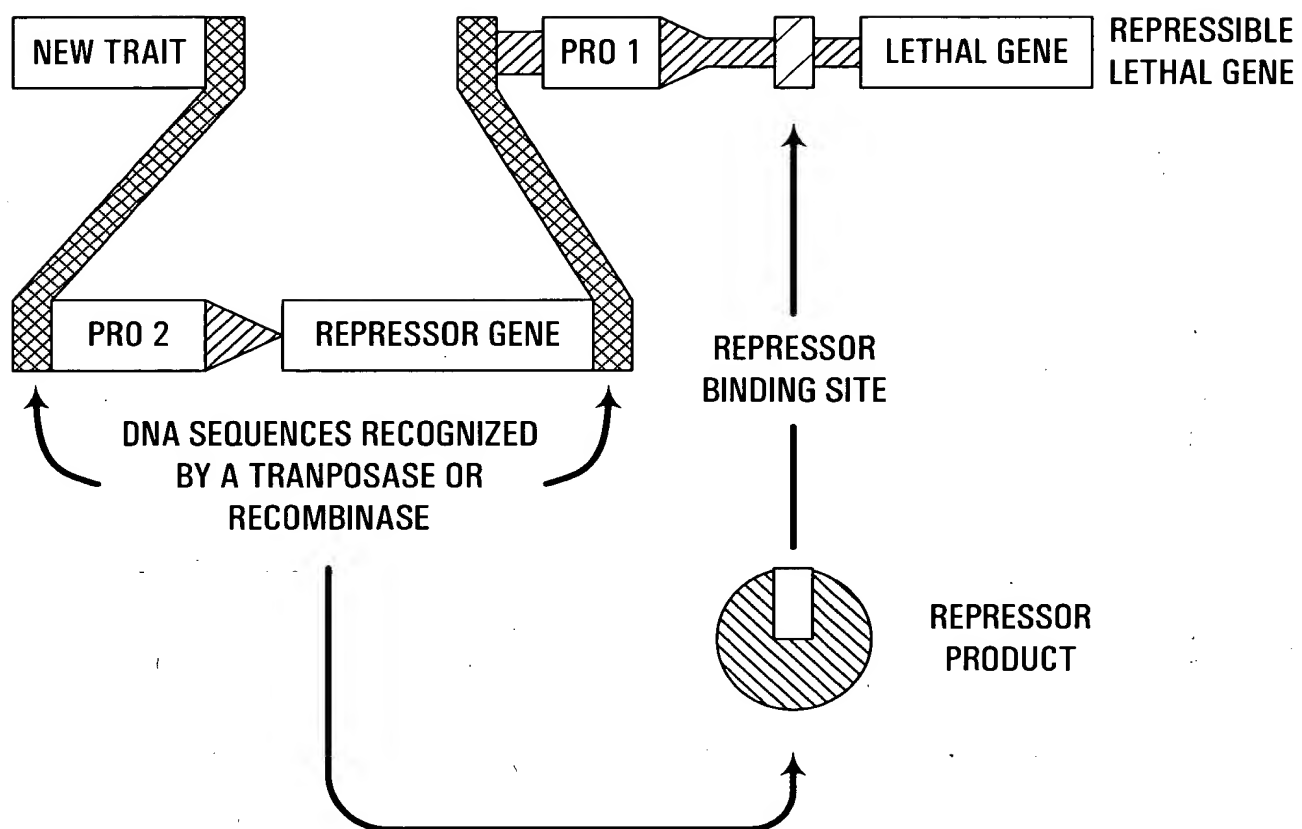 NEW TRAIT
PRO 1
LETHAL GENE
REPRESSIBLE
LETHAL GENE
PRO 2
REPRESSOR GENE
REPRESSOR
BINDING SITE
DNA SEQUENCES RECOGNIZED
BY A TRANPOSASE OR
RECOMBINASE
REPRESSOR
PRODUCT